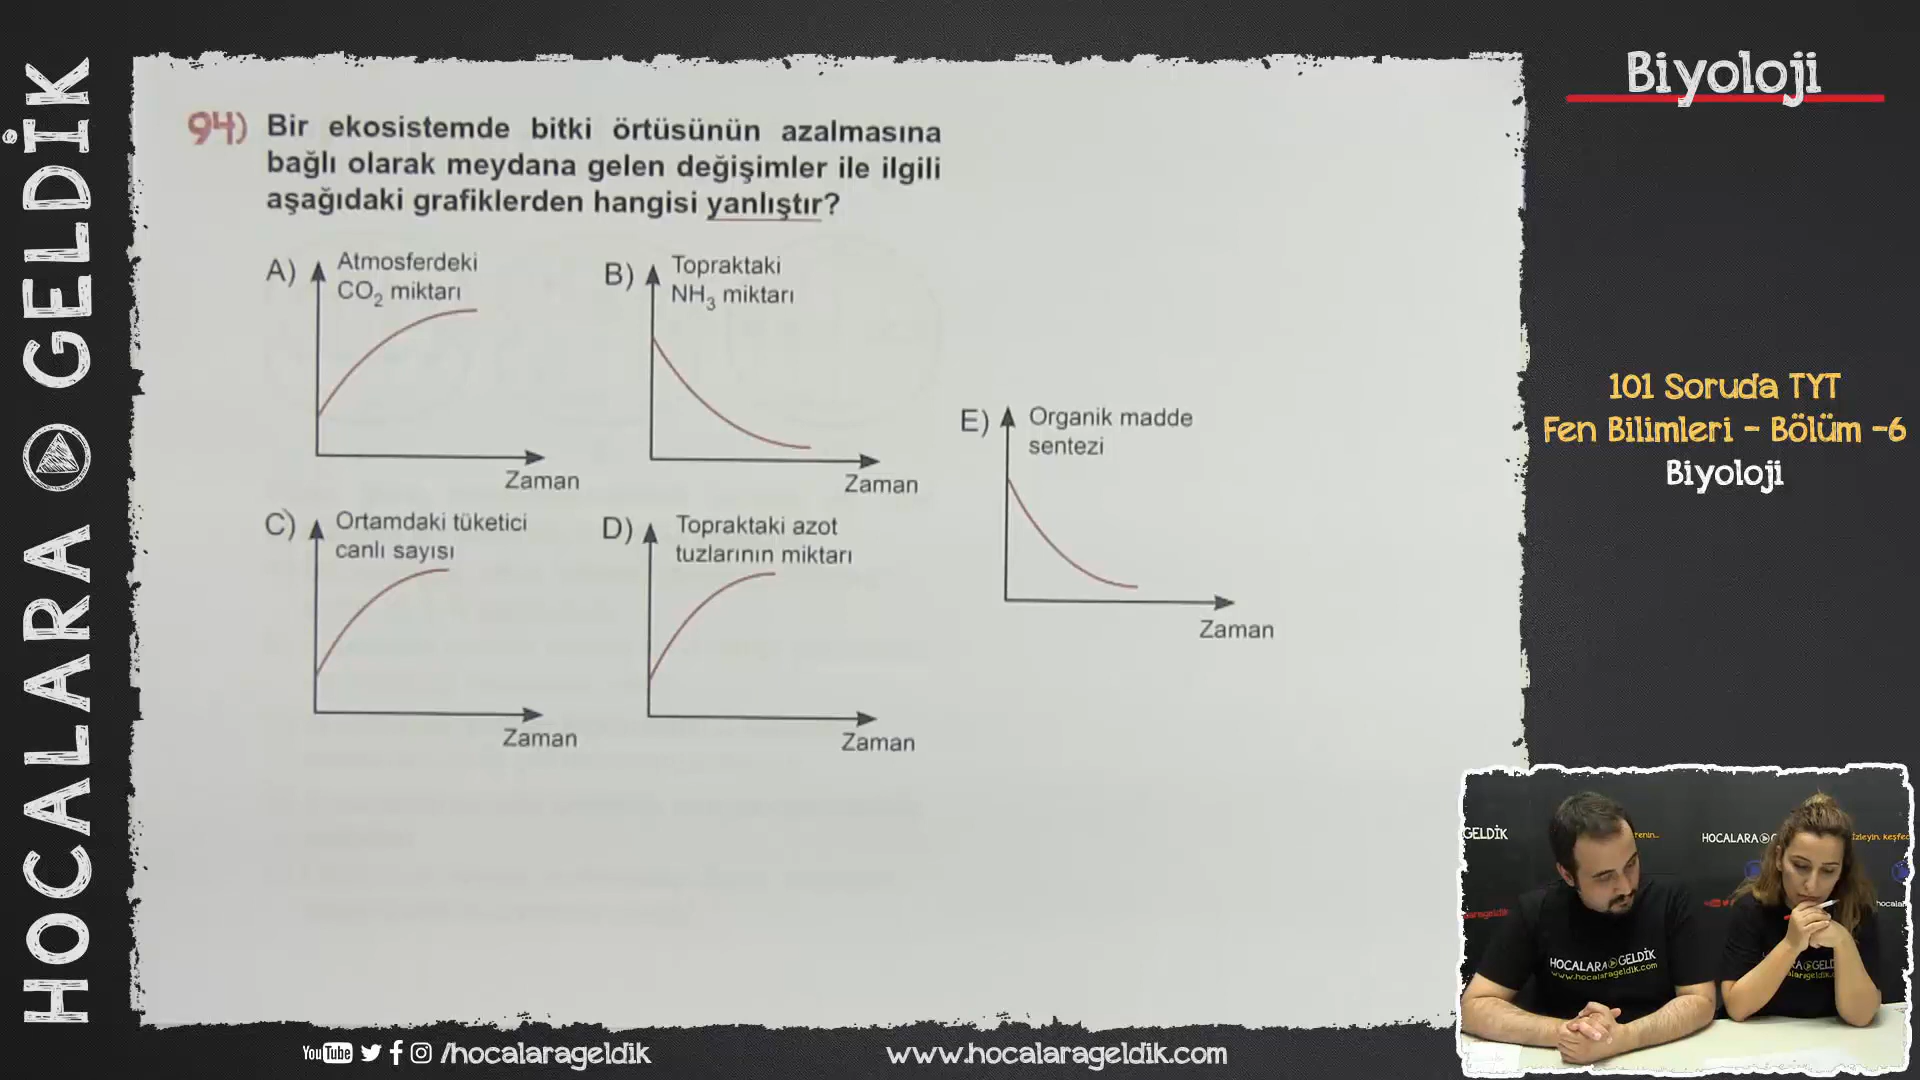 HOCALARA GELDİK
Biyoloji
94) Bir ekosistemde bitki örtüsünün azalmasına
bağlı olarak meydana gelen değişimler ile ilgili
aşağıdaki grafiklerden hangisi yanlıştır?
A) Atmosferdeki
CO₂ miktarı
Zaman
B) Topraktaki
NH₃ miktarı
Zaman
C) Ortamdaki tüketici
canlı sayısı
Zaman
D) Topraktaki azot
tuzlarının miktarı
Zaman
E) Organik madde
sentezi
Zaman
101 Soruda TYT
Fen Bilimleri - Bölüm -6
Biyoloji
GELDİK
HOCALARA
HOCALARA GELDİK
www.hocalarageldik.com
YouTube /hocalarageldik
www.hocalarageldik.com